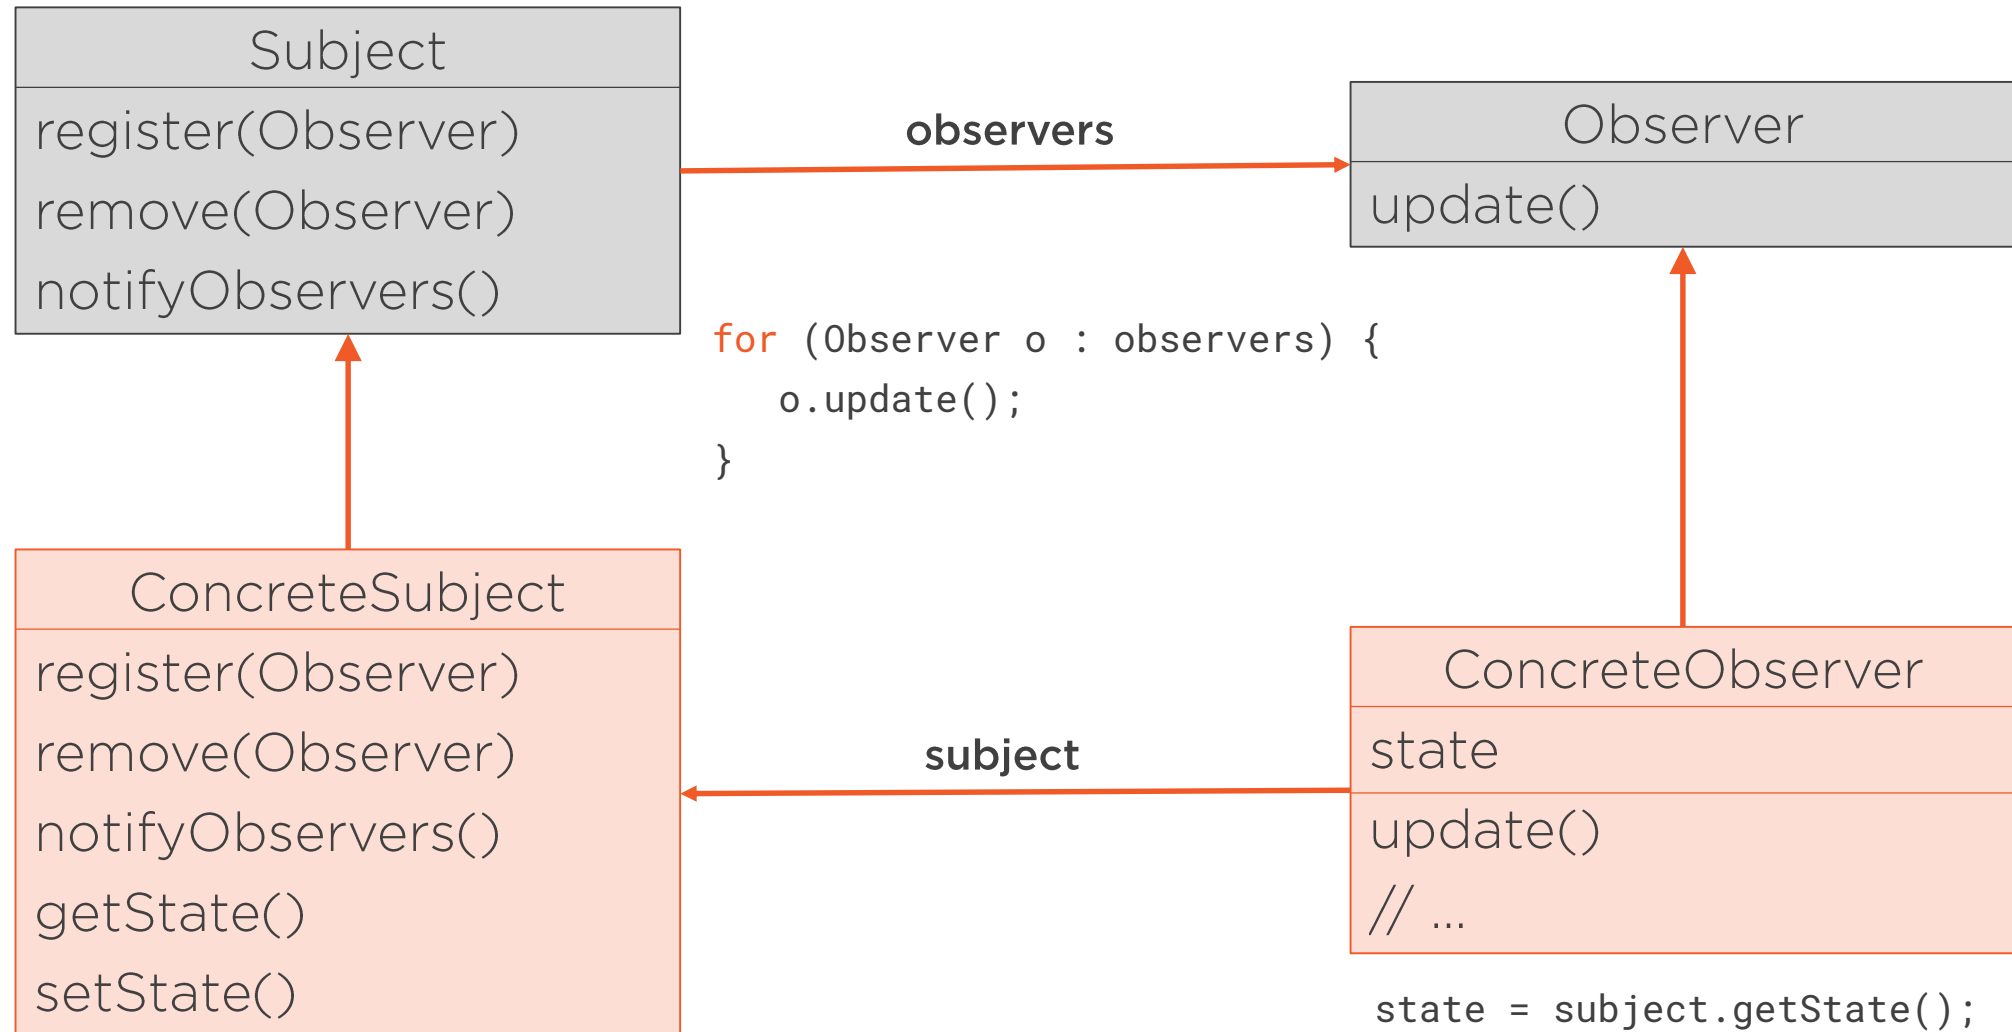 Subject
register(Observer)
remove(Observer)
notifyObservers()
observers
Observer
update()
for (Observer o : observers) {
o.update();
}
ConcreteSubject
register(Observer)
remove(Observer)
notifyObservers()
getState()
setState()
subject
ConcreteObserver
state
update()
// ...
state = subject.getState();